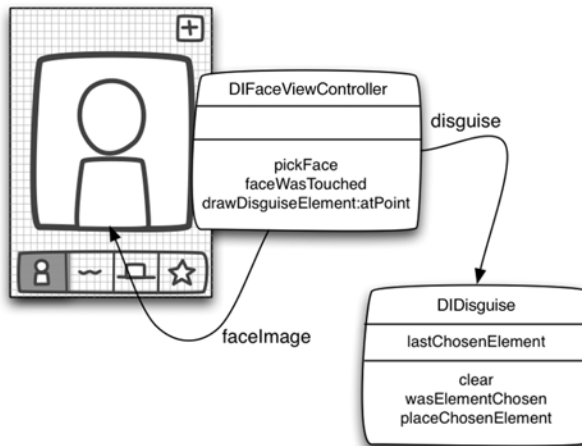 DIFaceViewController
pickFace
faceWasTouched
drawDisguiseElement:atPoint
disguise
faceImage
DIDisguise
lastChosenElement
clear
wasElementChosen
placeChosenElement